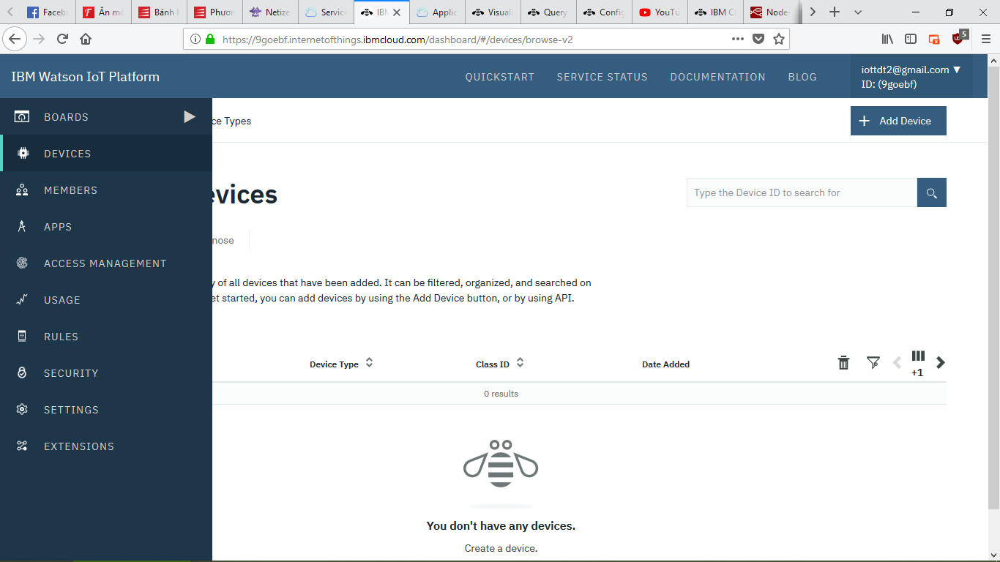 Facebo
Ăn mó
Bánh M
Phươn
Netize
Service
IBM
Applic
Visuali
Query
Config
YouTu
IBM C
Node-
https://9goebf.internetofthings.ibmcloud.com/dashboard/#/devices/browse-v2
5
IBM Watson IoT Platform
QUICKSTART
SERVICE STATUS
DOCUMENTATION
BLOG
iottdt2@gmail.com ▼
ID: (9goebf)
BOARDS
DEVICES
MEMBERS
APPS
ACCESS MANAGEMENT
USAGE
RULES
SECURITY
SETTINGS
EXTENSIONS
ce Types
+ Add Device
evices
Type the Device ID to search for
nose
y of all devices that have been added. It can be filtered, organized, and searched on
et started, you can add devices by using the Add Device button, or by using API.
Device Type
Class ID
Date Added
+1
0 results
You don't have any devices.
Create a device.